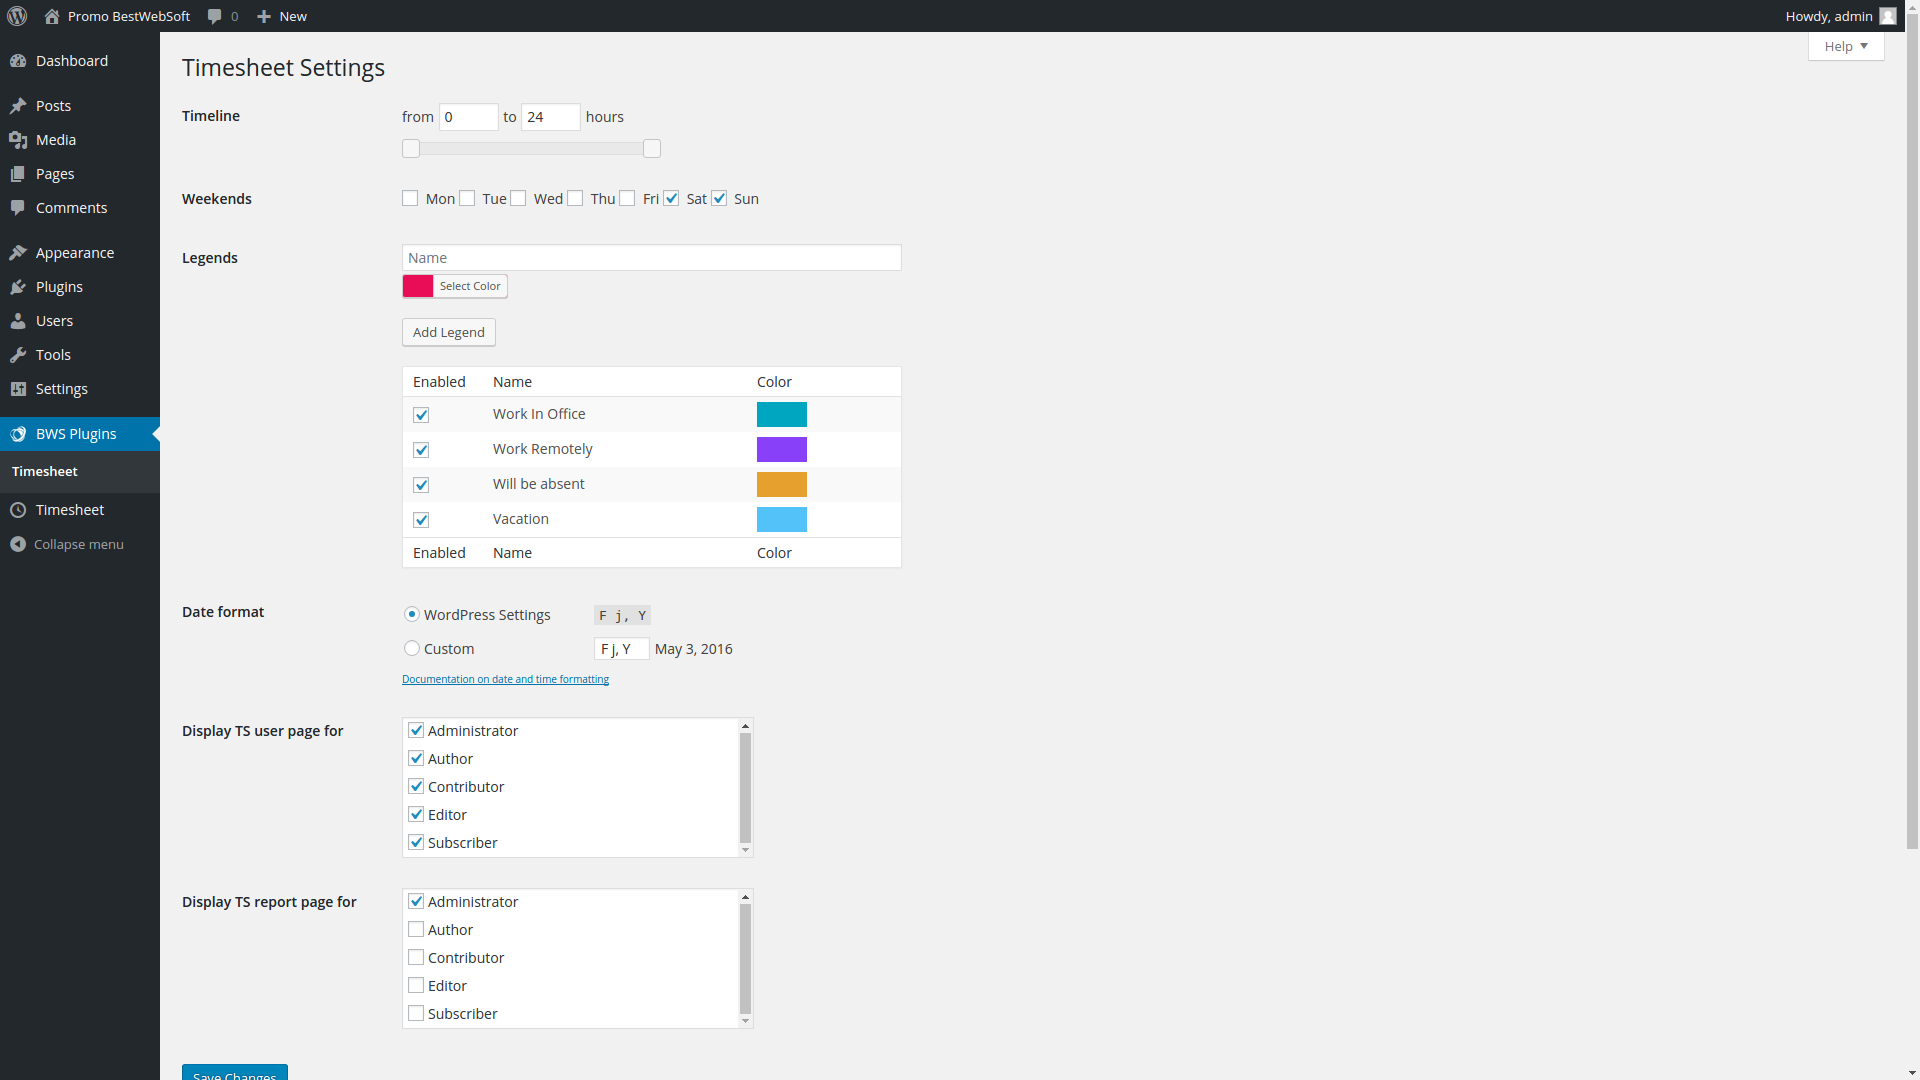 Promo BestWebSoft 0 New Howdy, admin
Help
Dashboard
Posts
Media
Pages
Comments
Appearance
Plugins
Users
Tools
Settings
BWS Plugins
Timesheet
Timesheet
Collapse menu
Timesheet Settings
Timeline from 0 to 24 hours
Weekends Mon Tue Wed Thu Fri Sat Sun
Legends Name
Select Color
Add Legend
Enabled Name Color
Work In Office
Work Remotely
Will be absent
Vacation
Enabled Name Color
Date format WordPress Settings F j, Y
Custom F j, Y May 3, 2016
Documentation on date and time formatting
Display TS user page for Administrator
Author
Contributor
Editor
Subscriber
Display TS report page for Administrator
Author
Contributor
Editor
Subscriber
Save Changes